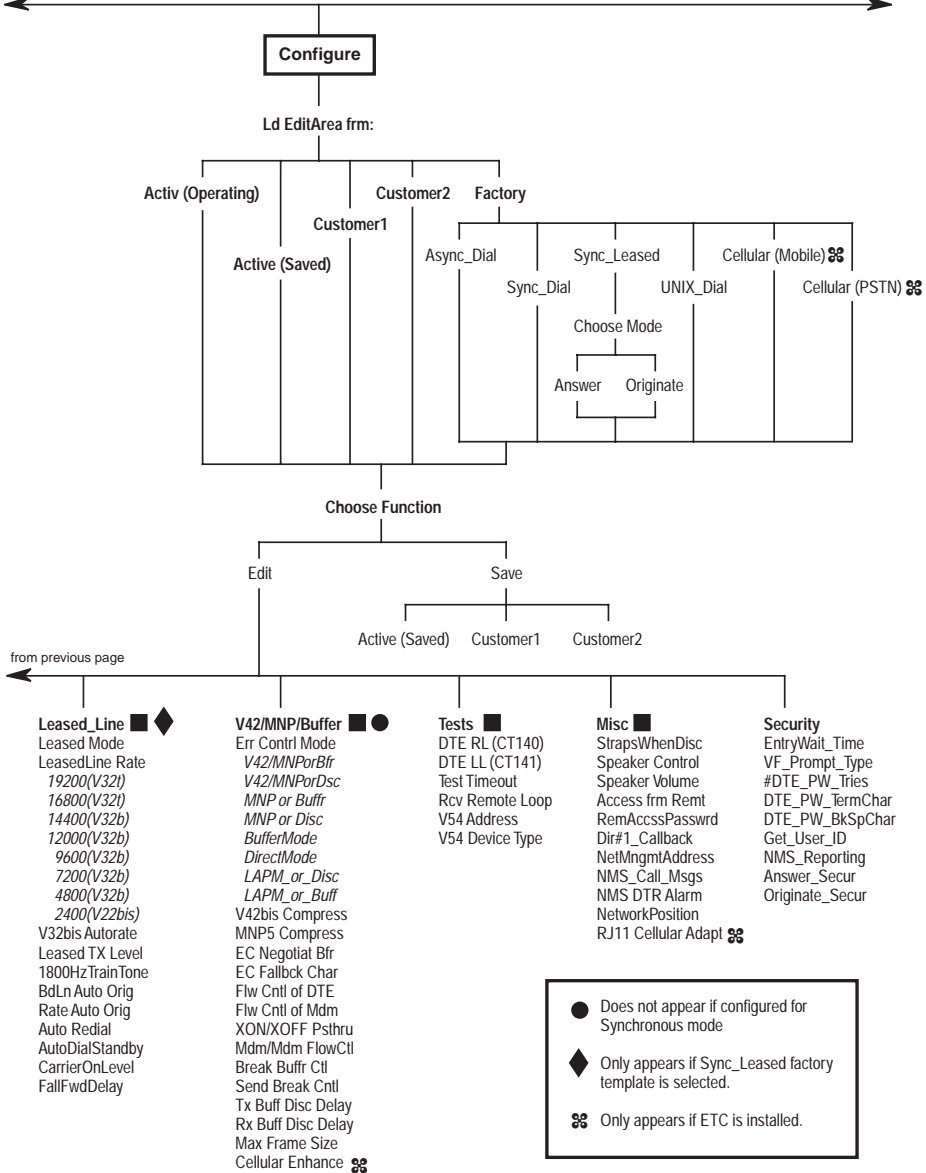 Configure
Ld EditArea frm:
Activ (Operating)
Customer2
Factory
Customer1
Active (Saved)
Async_Dial
Sync_Leased
Cellular (Mobile)
Sync_Dial
UNIX_Dial
Cellular (PSTN)
Choose Mode
Answer
Originate
Choose Function
Edit
Save
Active (Saved)
Customer1
Customer2
from previous page
Leased_Line
Leased Mode
LeasedLine Rate
19200(V32t)
16800(V32t)
14400(V32b)
12000(V32b)
9600(V32b)
7200(V32b)
4800(V32b)
2400(V22bis)
V32bis Autorate
Leased TX Level
1800HzTrainTone
BdLn Auto Orig
Rate Auto Orig
Auto Redial
AutoDialStandby
CarrierOnLevel
FallFwdDelay
V42/MNP/Buffer
Err Contrl Mode
V42/MNPorBfr
V42/MNPorDsc
MNP or Buffr
MNP or Disc
BufferMode
DirectMode
LAPM_or_Disc
LAPM_or_Buff
V42bis Compress
MNP5 Compress
EC Negotiat Bfr
EC Fallbck Char
Flw Cntl of DTE
Flw Cntl of Mdm
XON/XOFF Psthru
Mdm/Mdm FlowCtl
Break Buffr Ctl
Send Break Cntl
Tx Buff Disc Delay
Rx Buff Disc Delay
Max Frame Size
Cellular Enhance
Tests
DTE RL (CT140)
DTE LL (CT141)
Test Timeout
Rcv Remote Loop
V54 Address
V54 Device Type
Misc
StrapsWhenDisc
Speaker Control
Speaker Volume
Access frm Remt
RemAccssPasswrd
Dir#1_Callback
NetMngmtAddress
NMS_Call_Msgs
NMS DTR Alarm
NetworkPosition
RJ11 Cellular Adapt
Security
EntryWait_Time
VF_Prompt_Type
#DTE_PW_Tries
DTE_PW_TermChar
DTE_PW_BkSpChar
Get_User_ID
NMS_Reporting
Answer_Secur
Originate_Secur
Does not appear if configured for
Synchronous mode
Only appears if Sync_Leased factory
template is selected.
Only appears if ETC is installed.